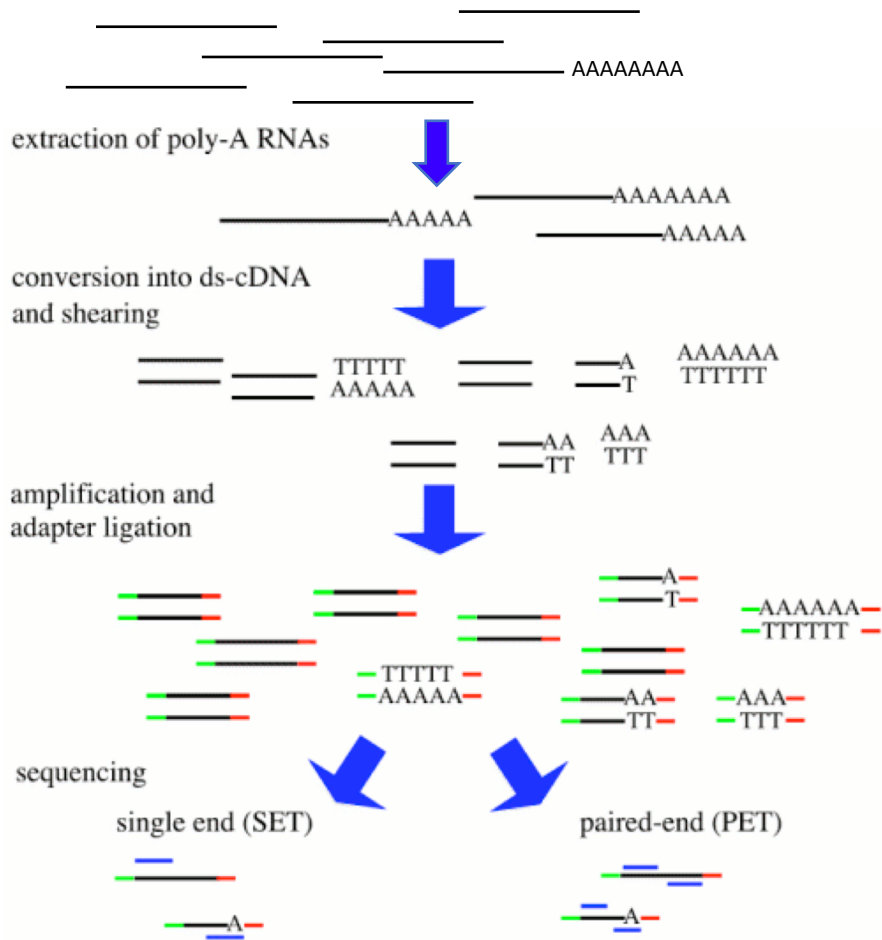 AAAAAAAA
extraction of poly-A RNAs
AAAAAAA
AAAAA
AAAAA
conversion into ds-cDNA
and shearing
TTTTT
AAAAA
A
T
AAAAAA
TTTTTT
AA
TT
AAA
TTT
amplification and
adapter ligation
A
T
AAAAAA
TTTTTT
TTTTT
AAAAA
AA
TT
AAA
TTT
sequencing
single end (SET)
paired-end (PET)
A
A